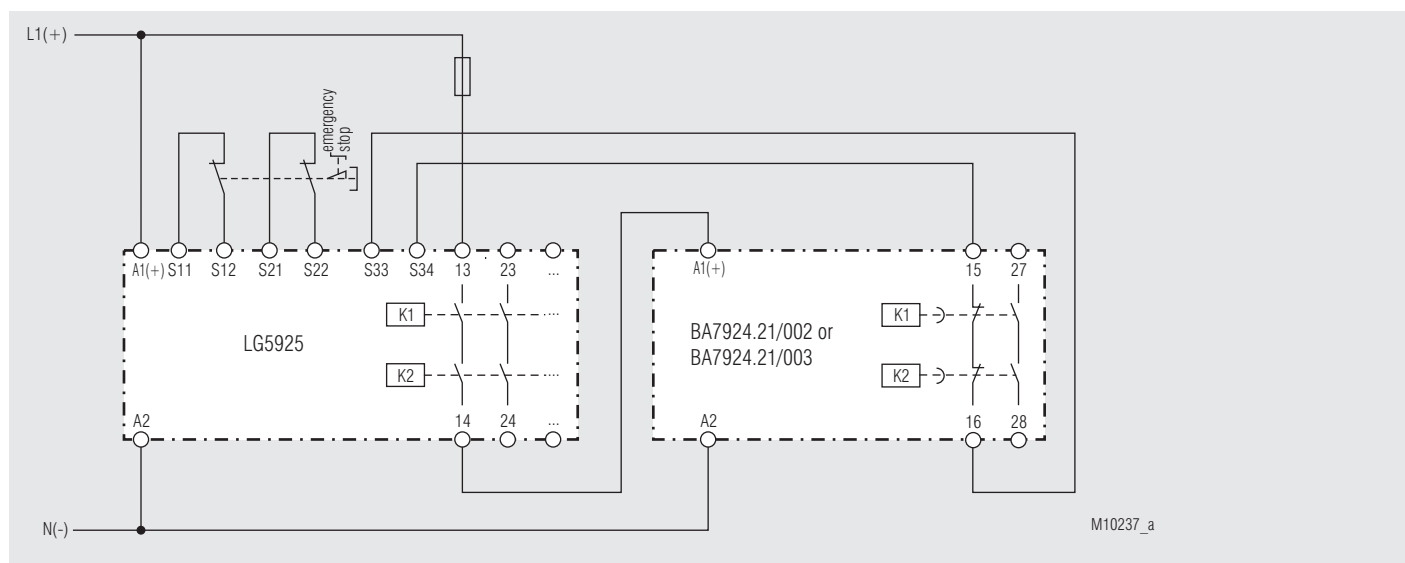 L1(+)
emergency
stop
A1(+) S11 S12 S21 S22 S33 S34 13 23 ...
A1(+) 15 27
K1
K1
LG5925
BA7924.21/002 or
BA7924.21/003
K2
K2
A2 14 24 ...
A2 16 28
N(-)
M10237_a